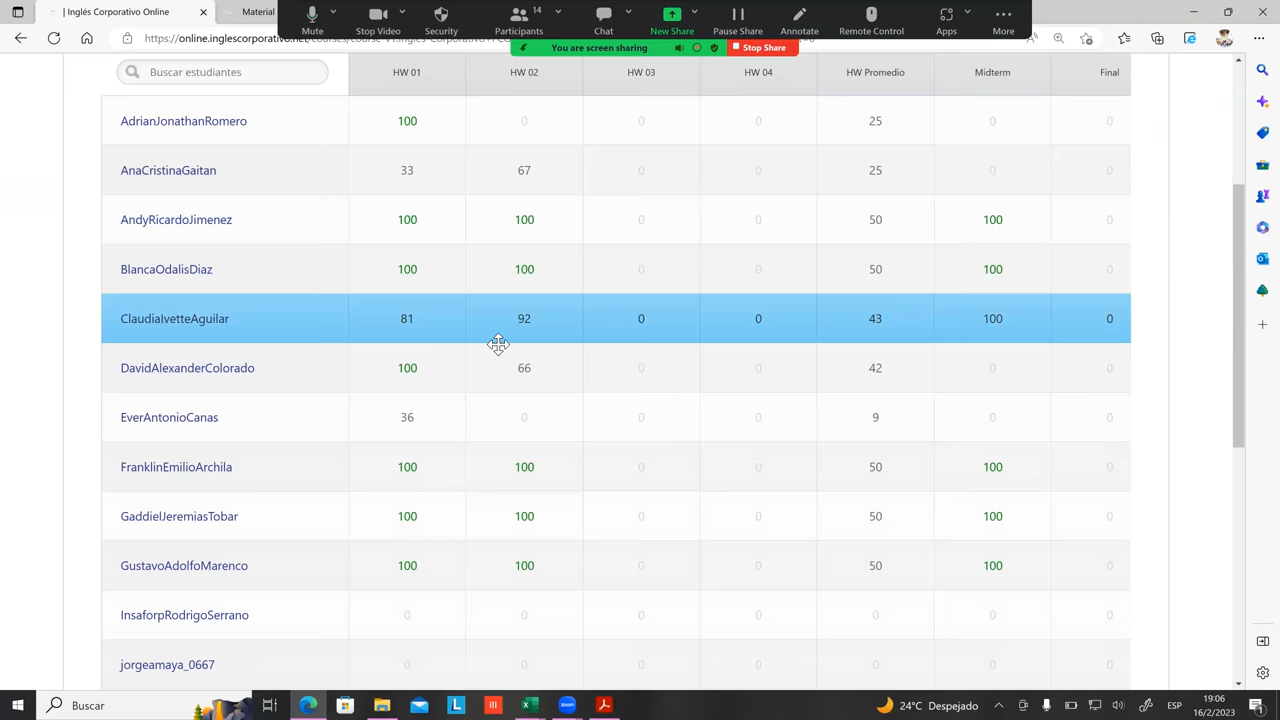 | Inglés Corporativo Online
Material
Mute
Stop Video
Security
14
Participants
Chat
New Share
Pause Share
Annotate
Remote Control
Apps
More
You are screen sharing
Stop Share
Buscar estudiantes
HW 01 HW 02 HW 03 HW 04 HW Promedio Midterm Final
AdrianJonathanRomero 100 0 0 0 25 0 0
AnaCristinaGaitan 33 67 0 0 25 0 0
AndyRicardoJimenez 100 100 0 0 50 100 0
BlancaOdalisDiaz 100 100 0 0 50 100 0
ClaudiaIvetteAguilar 81 92 0 0 43 100 0
DavidAlexanderColorado 100 66 0 0 42 0 0
EverAntonioCanas 36 0 0 0 9 0 0
FranklinEmilioArchila 100 100 0 0 50 100 0
GaddielJeremiasTobar 100 100 0 0 50 100 0
GustavoAdolfoMarenco 100 100 0 0 50 100 0
InsaforpRodrigoSerrano 0 0 0 0 0 0 0
jorgeamaya_0667 0 0 0 0 0 0 0
Buscar
24°C Despejado
ESP
19:06
16/2/2023